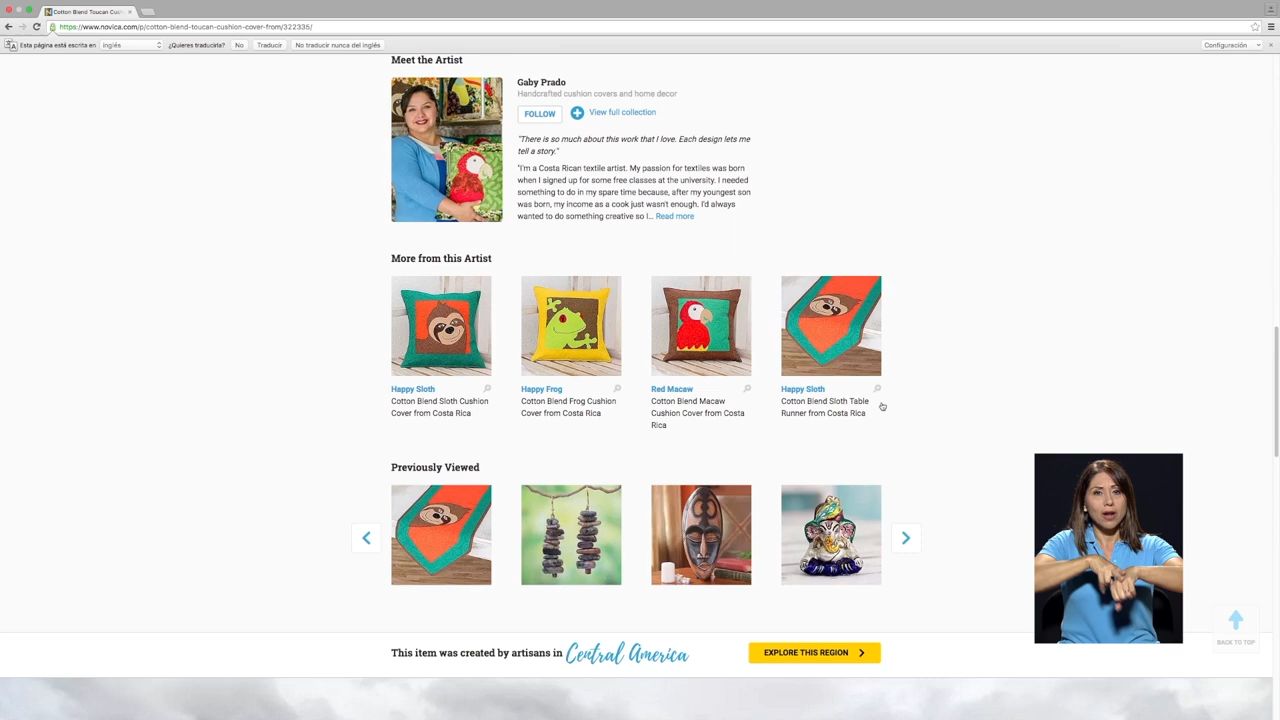 Cotton Blend Toucan Cush
https://www.novica.com/p/cotton-blend-toucan-cushion-cover-from/322335/
Esta página está escrita en inglés ¿Quieres traducirla? No Traducir No traducir nunca del inglés Configuración
Meet the Artist
Gaby Prado
Handcrafted cushion covers and home decor
FOLLOW View full collection
"There is so much about this work that I love. Each design lets me
tell a story."
"I'm a Costa Rican textile artist. My passion for textiles was born
when I signed up for some free classes at the university. I needed
something to do in my spare time because, after my youngest son
was born, my income as a cook just wasn't enough. I'd always
wanted to do something creative so I... Read more
More from this Artist
Happy Sloth
Cotton Blend Sloth Cushion
Cover from Costa Rica
Happy Frog
Cotton Blend Frog Cushion
Cover from Costa Rica
Red Macaw
Cotton Blend Macaw
Cushion Cover from Costa
Rica
Happy Sloth
Cotton Blend Sloth Table
Runner from Costa Rica
Previously Viewed
BACK TO TOP
This item was created by artisans in Central America
EXPLORE THIS REGION